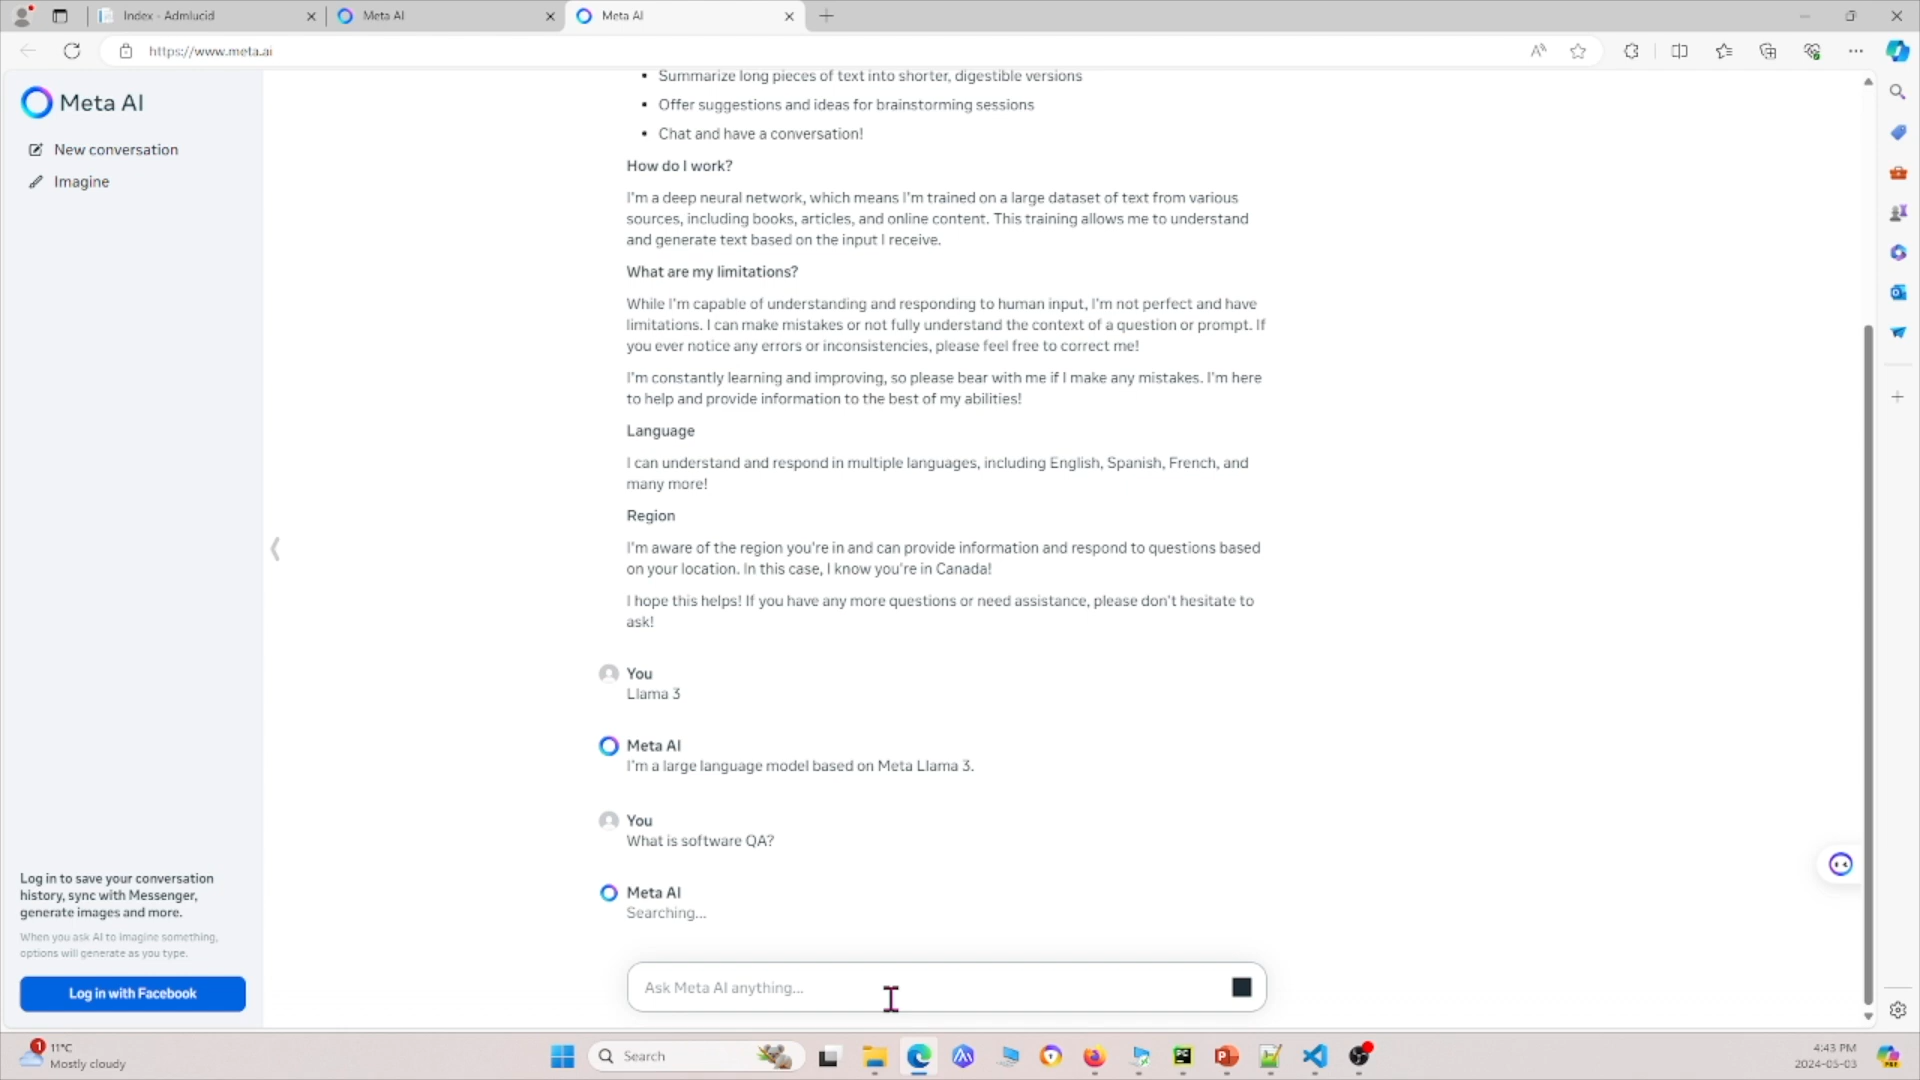 Index - Admlucid
Meta AI
Meta AI
https://www.meta.ai
Meta AI
New conversation
Imagine
Summarize long pieces of text into shorter, digestible versions
Offer suggestions and ideas for brainstorming sessions
Chat and have a conversation!
How do I work?
I'm a deep neural network, which means I'm trained on a large dataset of text from various
sources, including books, articles, and online content. This training allows me to understand
and generate text based on the input I receive.
What are my limitations?
While I'm capable of understanding and responding to human input, I'm not perfect and have
limitations. I can make mistakes or not fully understand the context of a question or prompt. If
you ever notice any errors or inconsistencies, please feel free to correct me!
I'm constantly learning and improving, so please bear with me if I make any mistakes. I'm here
to help and provide information to the best of my abilities!
Language
I can understand and respond in multiple languages, including English, Spanish, French, and
many more!
Region
I'm aware of the region you're in and can provide information and respond to questions based
on your location. In this case, I know you're in Canada!
I hope this helps! If you have any more questions or need assistance, please don't hesitate to
ask!
You
Llama 3
Meta AI
I'm a large language model based on Meta Llama 3.
You
What is software QA?
Meta AI
Searching...
Ask Meta AI anything...
Log in to save your conversation
history, sync with Messenger,
generate images and more.
When you ask AI to imagine something,
options will generate as you type.
Log in with Facebook
1
11°C
Mostly cloudy
Search
4:43 PM
2024-05-03